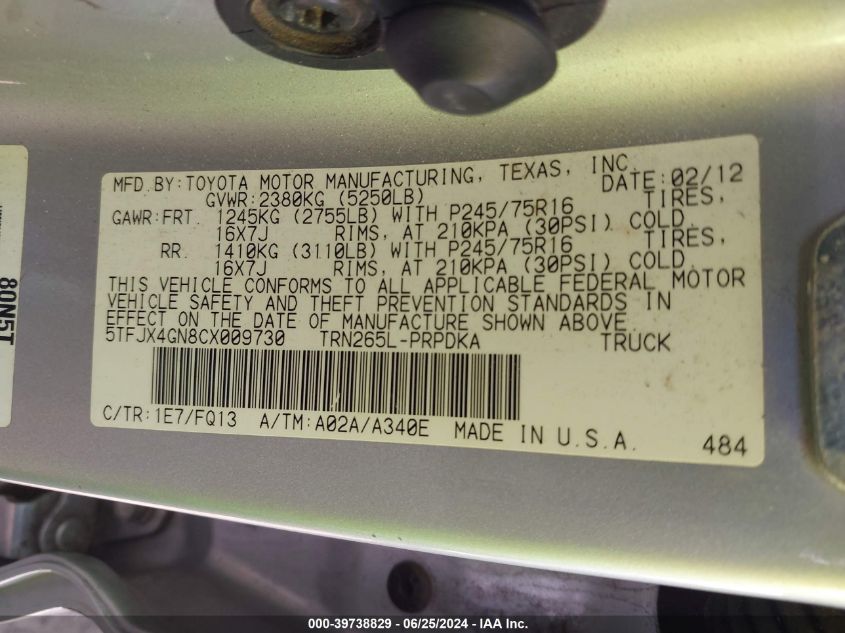 MFD.BY:TOYOTA MOTOR MANUFACTURING, TEXAS, INC. DATE:02/12
GVWR:2380KG (5250LB)
GAWR:FRT. 1245KG (2755LB) WITH P245/75R16 TIRES,
16X7J RIMS, AT 210KPA (30PSI) COLD
RR. 1410KG (3110LB) WITH P245/75R16 TIRES,
16X7J RIMS, AT 210KPA (30PSI) COLD.
THIS VEHICLE CONFORMS TO ALL APPLICABLE FEDERAL MOTOR
VEHICLE SAFETY AND THEFT PREVENTION STANDARDS IN
EFFECT ON THE DATE OF MANUFACTURE SHOWN ABOVE.
5TFJX4GN8CX009730 TRN265L-PRPDKA TRUCK
C/TR:1E7/FQ13 A/TM:A02A/A340E MADE IN U.S.A. 484
80N5T
000-39738829 - 06/25/2024 - IAA Inc.